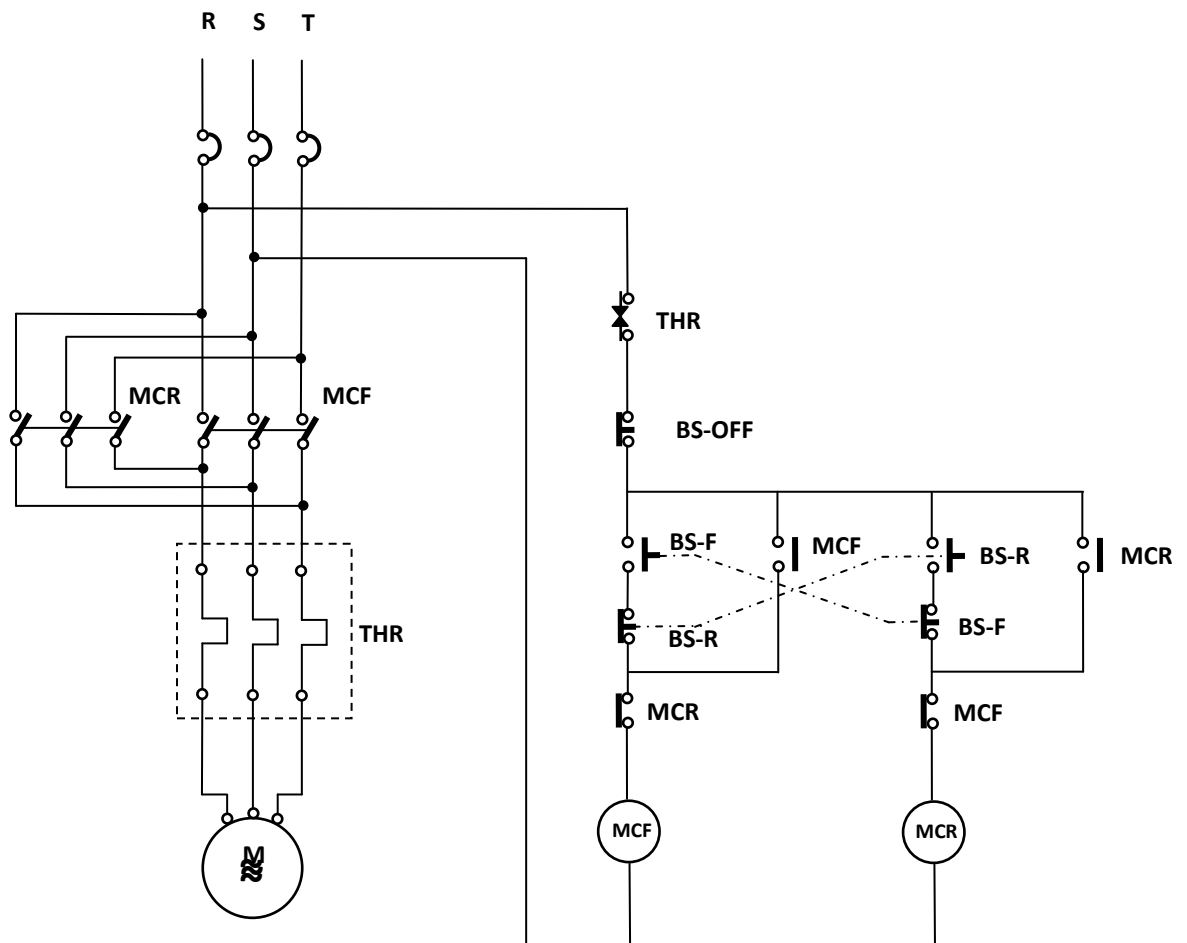 R S T
THR
MCR MCF
BS-OFF
BS-F MCF BS-R MCR
THR BS-R BS-F
MCR MCF
MCF MCR
M